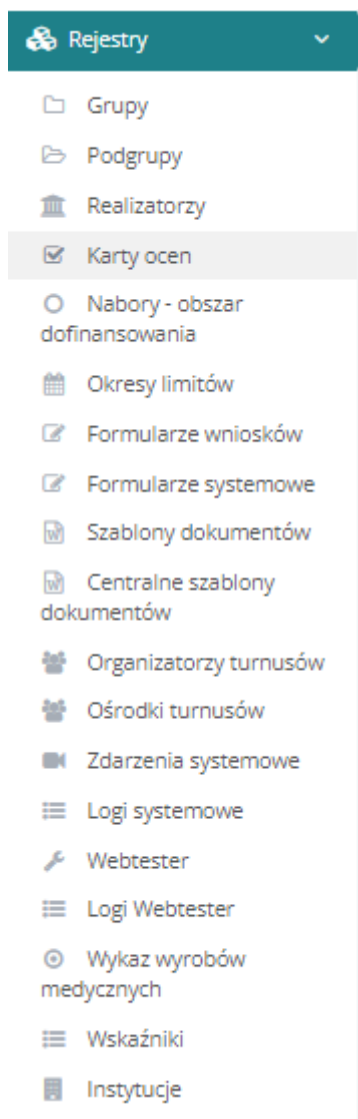 Rejestry
Grupy
Podgrupy
Realizatorzy
Karty ocen
Nabory - obszar
dofinansowania
Okresy limitów
Formularze wniosków
Formularze systemowe
Szablony dokumentów
Centralne szablony
dokumentów
Organizatorzy turnusów
Ośrodki turnusów
Zdarzenia systemowe
Logi systemowe
Webtester
Logi Webtester
Wykaz wyrobów
medycznych
Wskaźniki
Instytucje